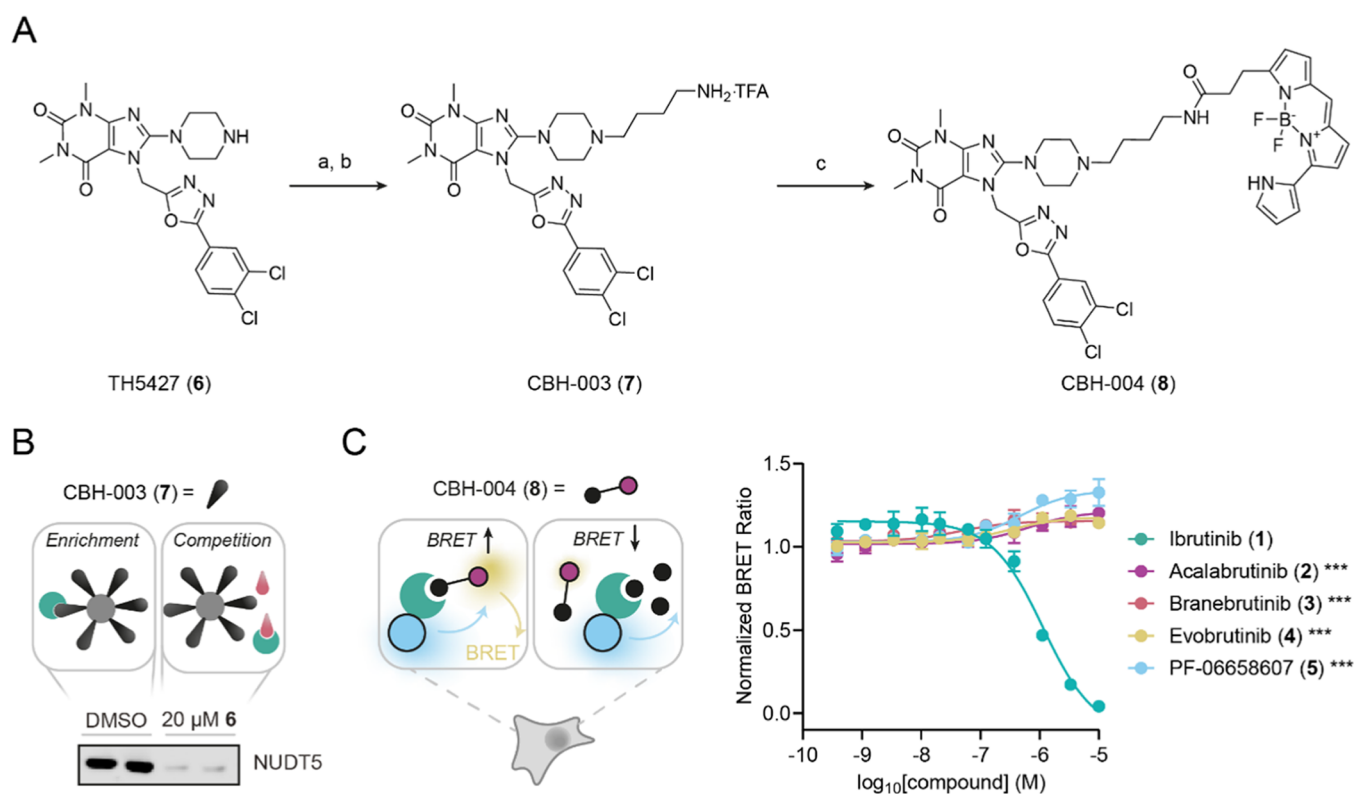 A
N
N
N
N
N
N
NH
O
O
N
N
O
Cl
Cl
TH5427 (6)
a, b
N
N
N
N
N
N
O
O
NH2·TFA
N
N
O
Cl
Cl
CBH-003 (7)
c
N
N
N
N
N
N
O
O
O
NH
N
N
O
Cl
Cl
F
B-
F
N
N+
HN
CBH-004 (8)
B
CBH-003 (7) =
Enrichment
Competition
DMSO
20 µM 6
NUDT5
C
CBH-004 (8) =
BRET
BRET
BRET
Normalized BRET Ratio
1.5
1.0
0.5
0.0
-10
-9
-8
-7
-6
-5
log10[compound] (M)
Ibrutinib (1)
Acalabrutinib (2) ***
Branebrutinib (3) ***
Evobrutinib (4) ***
PF-06658607 (5) ***